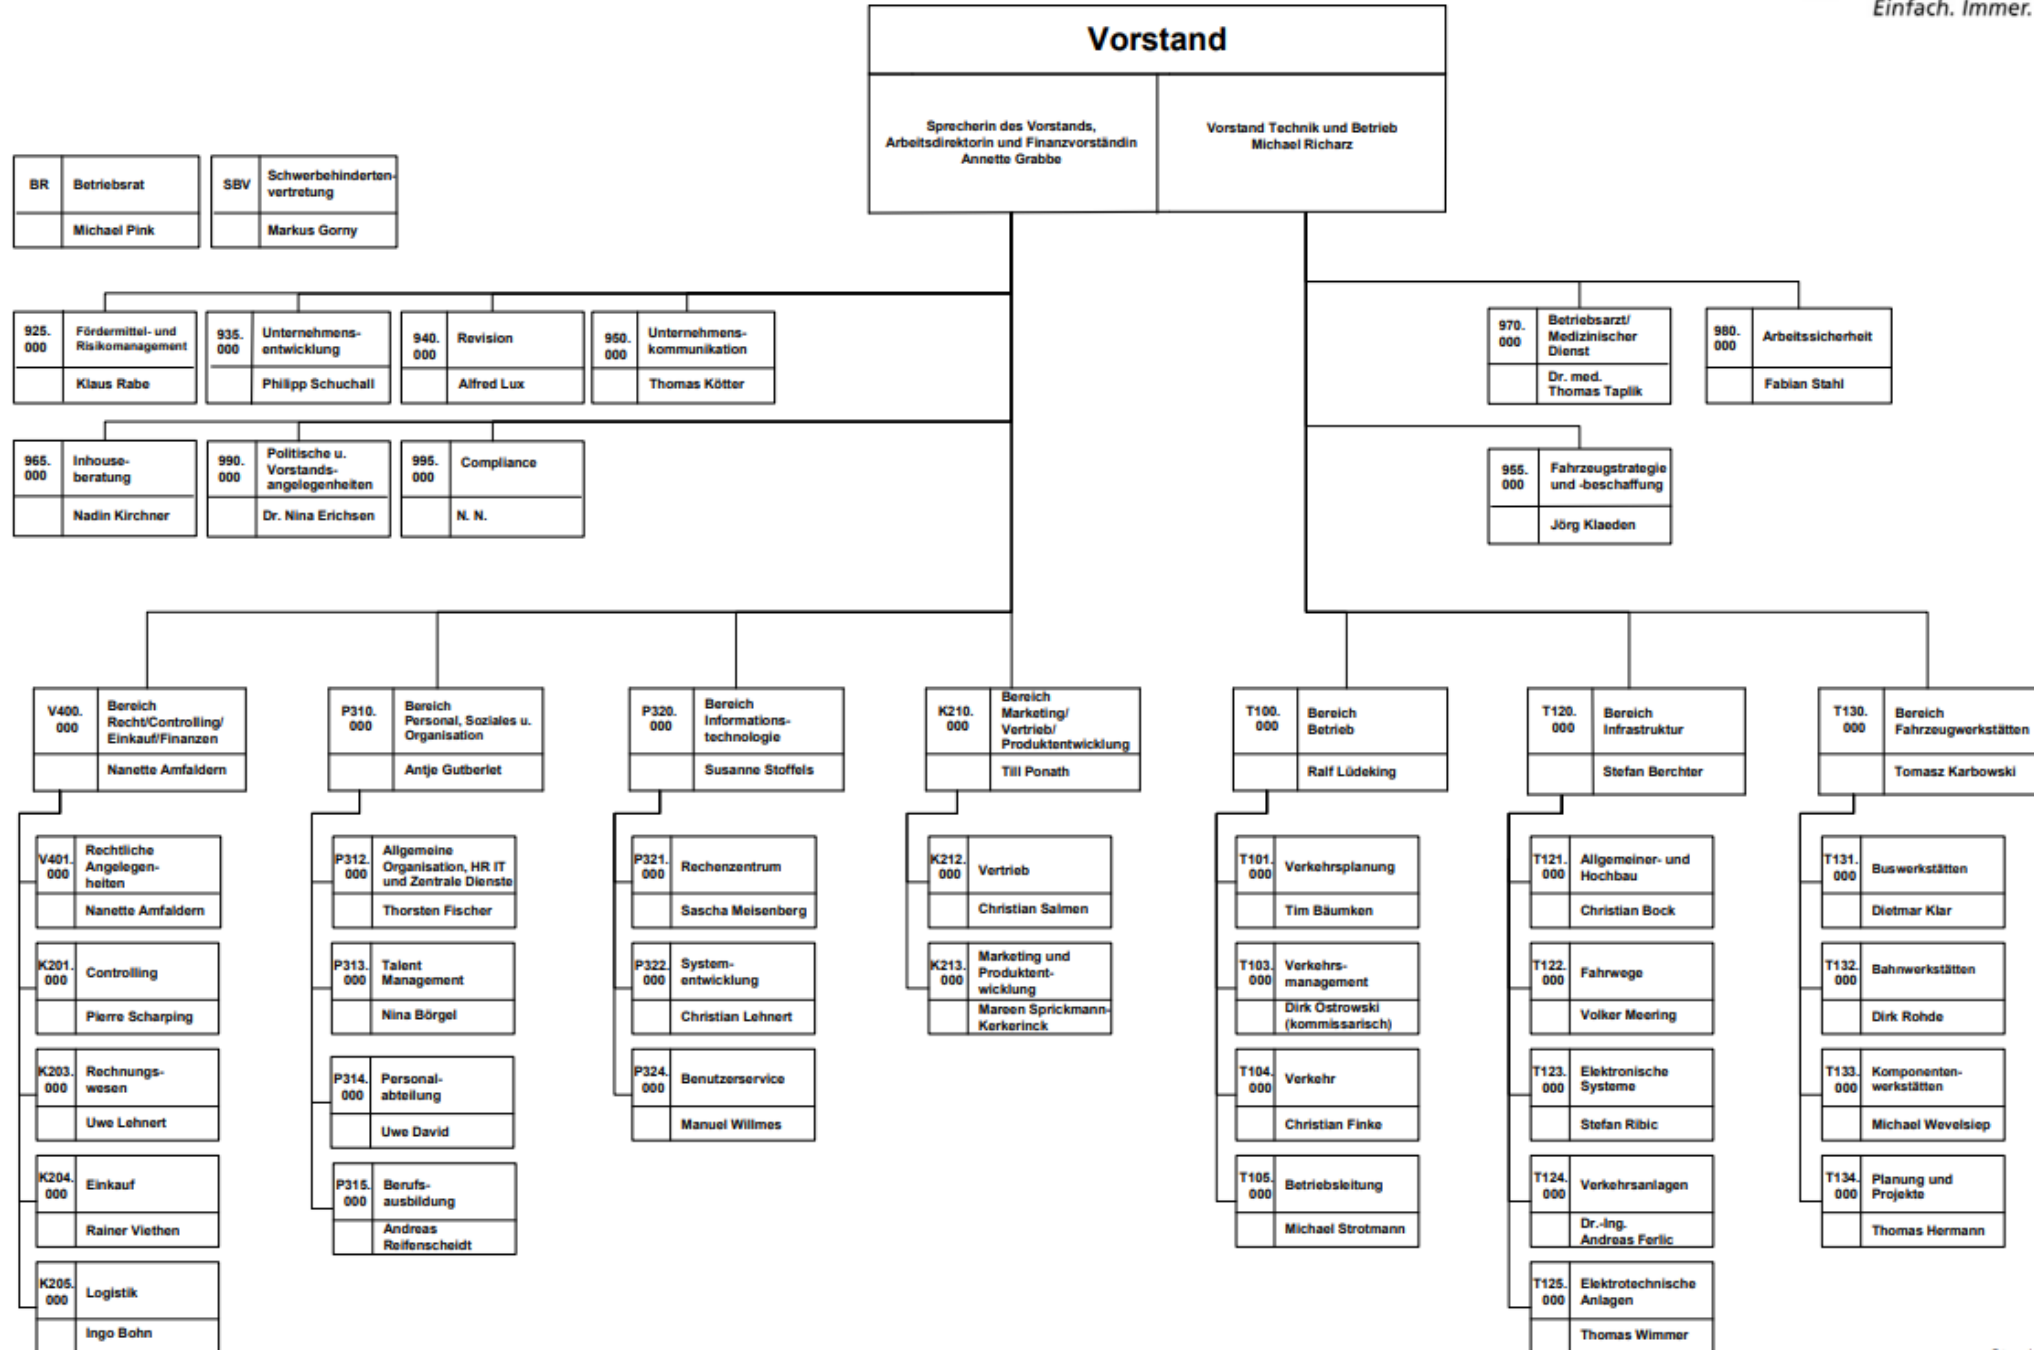 Einfach. Immer.
Vorstand
Sprecherin des Vorstands,
Arbeitsdirektorin und Finanzvorständin
Annette Grabbe
Vorstand Technik und Betrieb
Michael Richarz
BR
Betriebsrat
Michael Pink
SBV
Schwerbehinderten-
vertretung
Markus Gorny
925.
000
Fördermittel- und
Risikomanagement
Klaus Rabe
935.
000
Unternehmens-
entwicklung
Philipp Schuchall
940.
000
Revision
Alfred Lux
950.
000
Unternehmens-
kommunikation
Thomas Kötter
970.
000
Betriebsarzt/
Medizinischer
Dienst
Dr. med.
Thomas Taplik
980.
000
Arbeitssicherheit
Fabian Stahl
965.
000
Inhouse-
beratung
Nadin Kirchner
990.
000
Politische u.
Vorstands-
angelegenheiten
Dr. Nina Erichsen
995.
000
Compliance
N. N.
955.
000
Fahrzeugstrategie
und -beschaffung
Jörg Klaeden
V400.
000
Bereich
Recht/Controlling/
Einkauf/Finanzen
Nanette Amfaldern
P310.
000
Bereich
Personal, Soziales u.
Organisation
Antje Gutberlet
P320.
000
Bereich
Informations-
technologie
Susanne Stoffels
K210.
000
Bereich
Marketing/
Vertrieb/
Produktentwicklung
Till Ponath
T100.
000
Bereich
Betrieb
Ralf Lüdeking
T120.
000
Bereich
Infrastruktur
Stefan Berchter
T130.
000
Bereich
Fahrzeugwerkstätten
Tomasz Karbowski
V401.
000
Rechtliche
Angelegen-
heiten
Nanette Amfaldern
K201.
000
Controlling
Pierre Scharping
K203.
000
Rechnungs-
wesen
Uwe Lehnert
K204.
000
Einkauf
Rainer Viethen
K205.
000
Logistik
Ingo Bohn
P312.
000
Allgemeine
Organisation, HR IT
und Zentrale Dienste
Thorsten Fischer
P313.
000
Talent
Management
Nina Börgel
P314.
000
Personal-
abteilung
Uwe David
P315.
000
Berufs-
ausbildung
Andreas
Reifenscheidt
P321.
000
Rechenzentrum
Sascha Meisenberg
P322.
000
System-
entwicklung
Christian Lehnert
P324.
000
Benutzerservice
Manuel Willmes
K212.
000
Vertrieb
Christian Salmen
K213.
000
Marketing und
Produktent-
wicklung
Mareen Sprickmann-
Kerkerinck
T101.
000
Verkehrsplanung
Tim Bäumken
T103.
000
Verkehrs-
management
Dirk Ostrowski
(kommissarisch)
T104.
000
Verkehr
Christian Finke
T105.
000
Betriebsleitung
Michael Strotmann
T121.
000
Allgemeiner- und
Hochbau
Christian Bock
T122.
000
Fahrwege
Volker Meering
T123.
000
Elektronische
Systeme
Stefan Ribic
T124.
000
Verkehrsanlagen
Dr.-Ing.
Andreas Ferlic
T125.
000
Elektrotechnische
Anlagen
Thomas Wimmer
T131.
000
Buswerkstätten
Dietmar Klar
T132.
000
Bahnwerkstätten
Dirk Rohde
T133.
000
Komponenten-
werkstätten
Michael Wevelsiep
T134.
000
Planung und
Projekte
Thomas Hermann